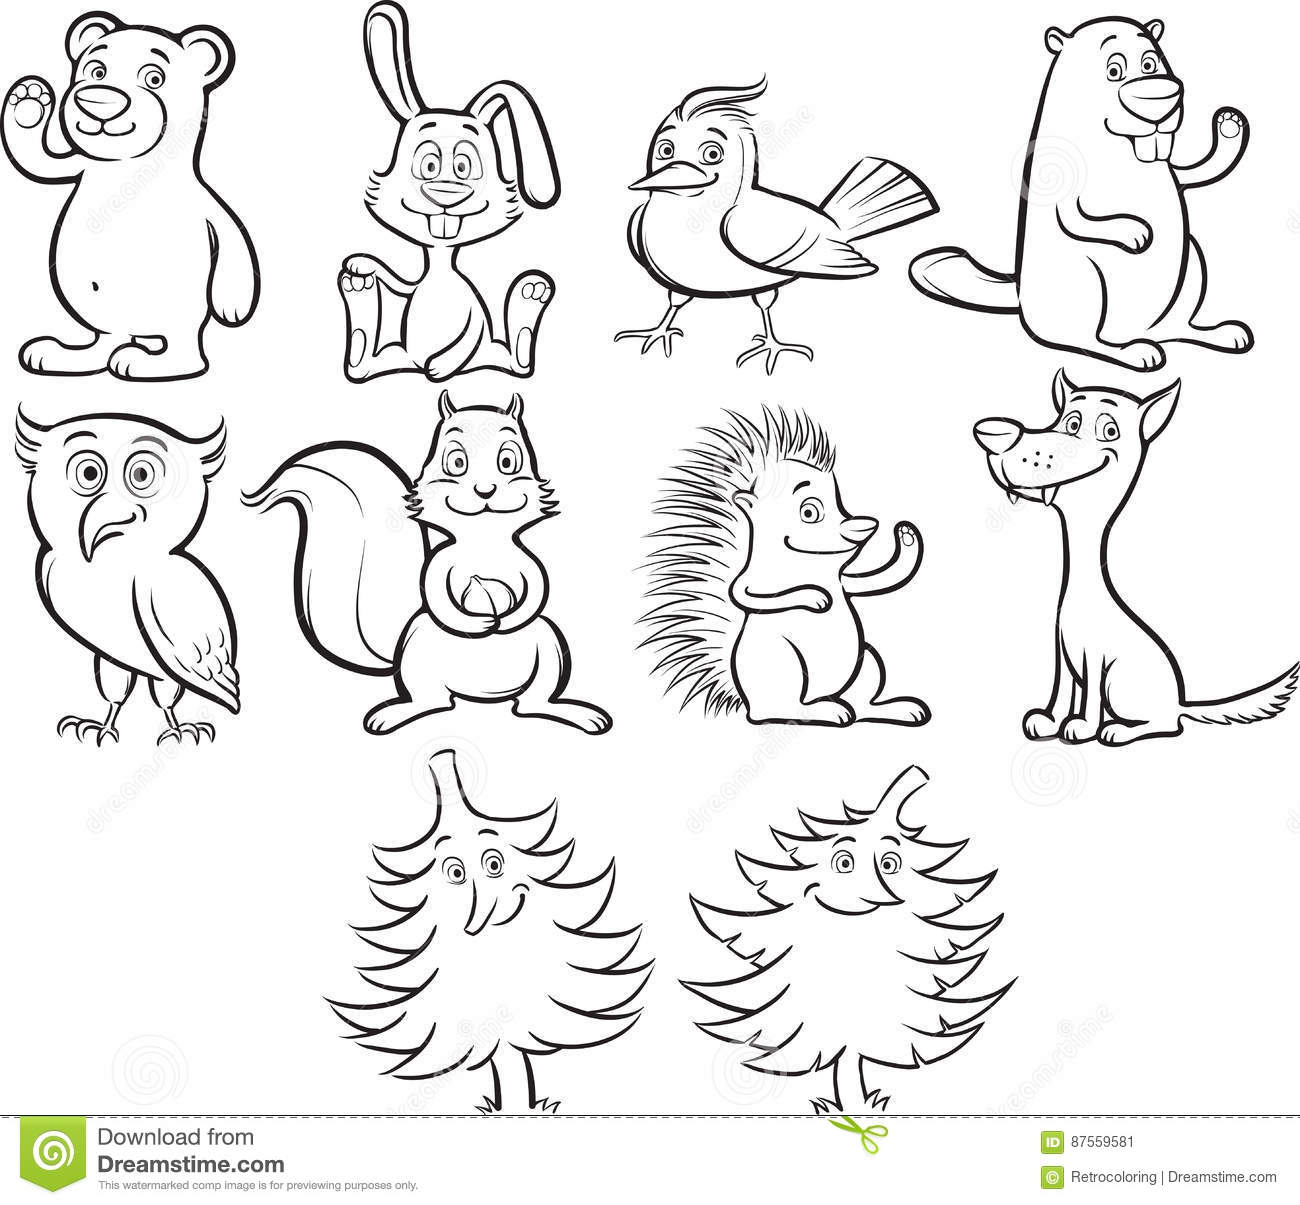 Download from
Dreamstime.com
This watermarked comp image is for previewing purposes only.
ID 87559581
© Retrocoloring | Dreamstime.com